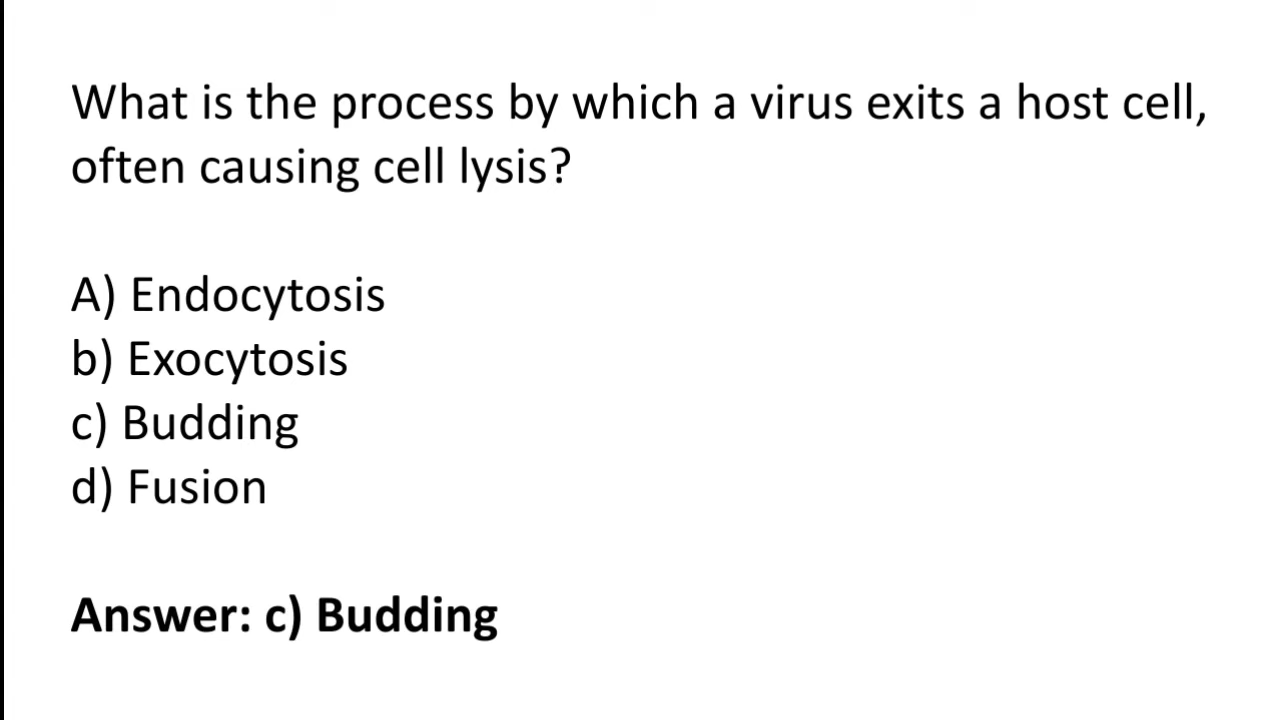 What is the process by which a virus exits a host cell,
often causing cell lysis?
A) Endocytosis
b) Exocytosis
c) Budding
d) Fusion
Answer: c) Budding